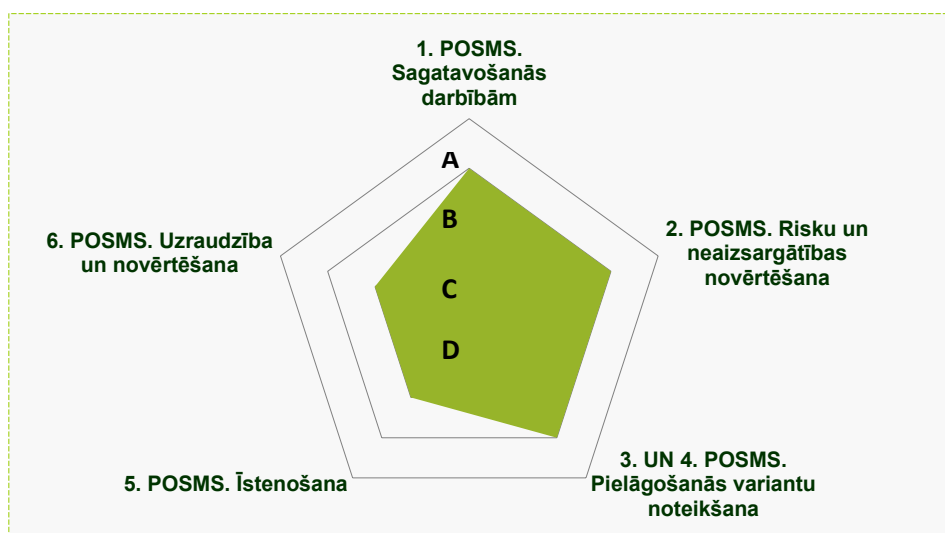 1. POSMS.
Sagatavošanās
darbībām
A
B
C
D
2. POSMS. Risku un
neaizsargātības
novērtēšana
3. UN 4. POSMS.
Pielāgošanās variantu
noteikšana
5. POSMS. Īstenošana
6. POSMS. Uzraudzība
un novērtēšana